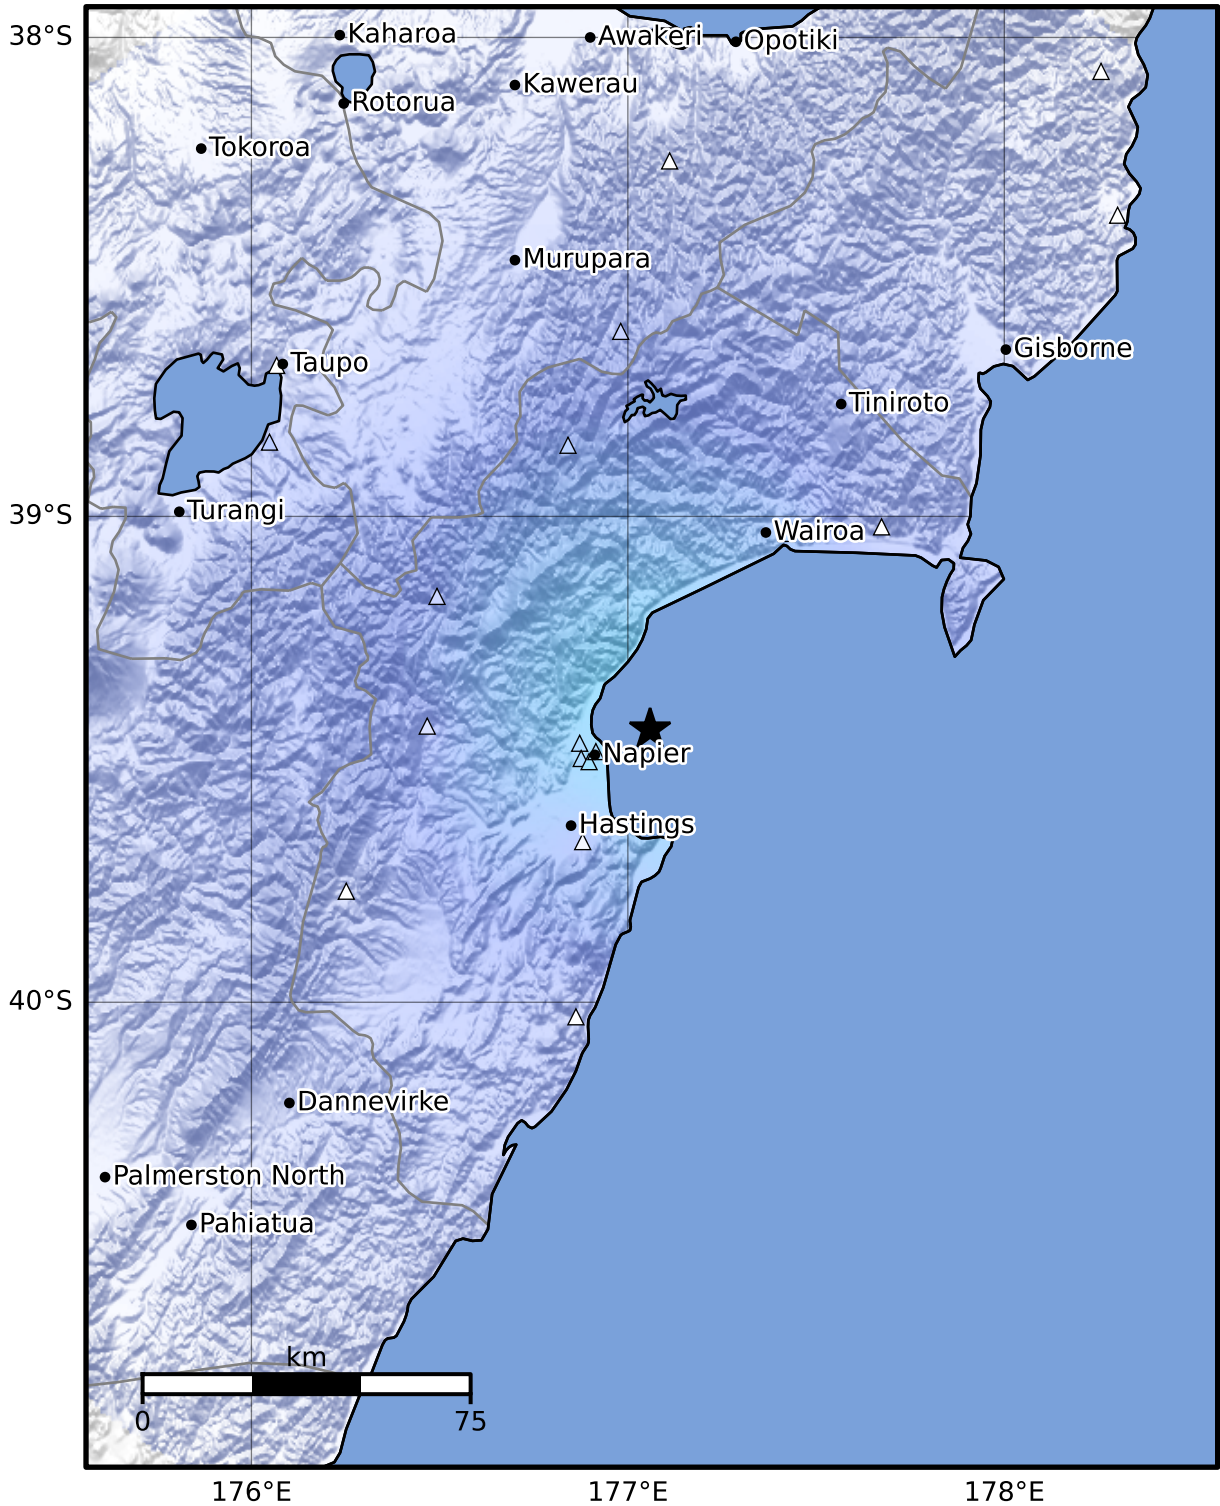 38°S
Kaharoa
Awakeri
Opotiki
Kawerau
Rotorua
Tokoroa
Murupara
Gisborne
Taupo
Tiniroto
39°S
Turangi
Wairoa
Napier
Hastings
40°S
Dannevirke
Palmerston North
Pahiatua
km
0
75
176°E
177°E
178°E